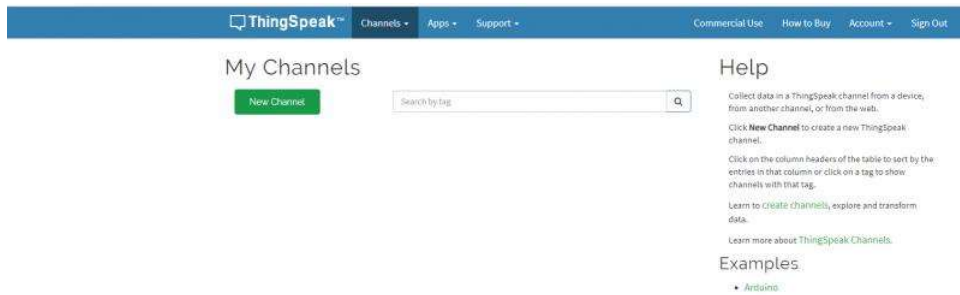 ThingSpeak™ Channels Apps Support Commercial Use How to Buy Account Sign Out
My Channels
New Channel
Search by tag
Help
Collect data in a ThingSpeak channel from a device,
from another channel, or from the web.
Click New Channel to create a new ThingSpeak
channel.
Click on the column headers of the table to sort by the
entries in that column or click on a tag to show
channels with that tag.
Learn to create channels, explore and transform
data.
Learn more about ThingSpeak Channels.
Examples
• Arduino